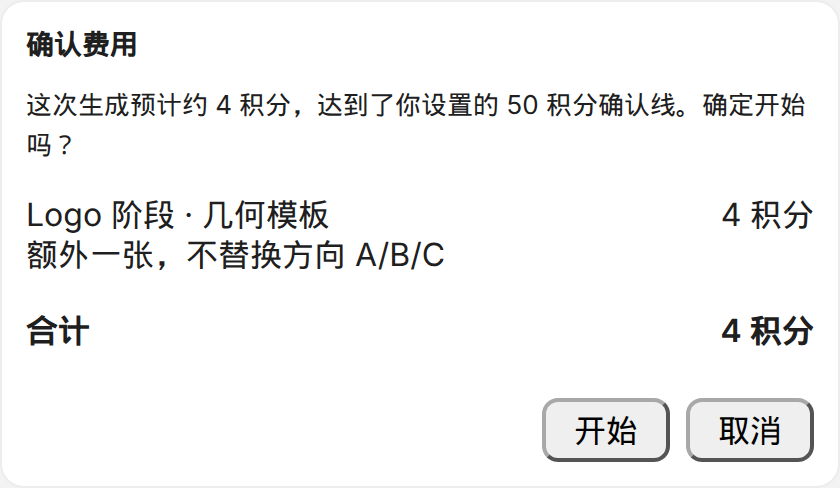 确认费用
这次生成预计约 4 积分，达到了你设置的 50 积分确认线。确定开始
吗？
Logo 阶段 · 几何模板 4 积分
额外一张，不替换方向 A/B/C
合计 4 积分
开始 取消